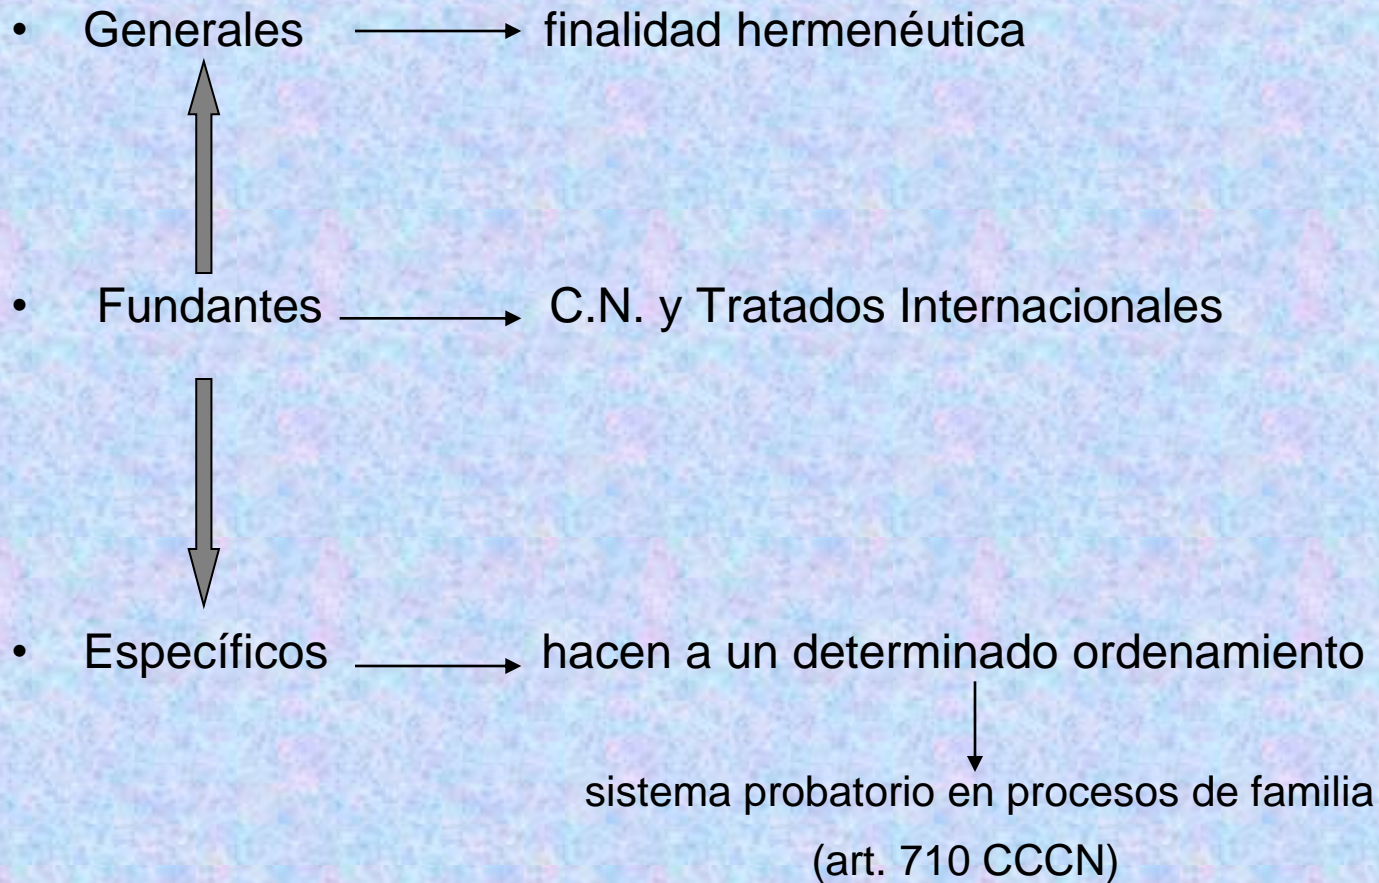 • Generales finalidad hermenéutica
• Fundantes C.N. y Tratados Internacionales
• Específicos hacen a un determinado ordenamiento
sistema probatorio en procesos de familia
(art. 710 CCCN)